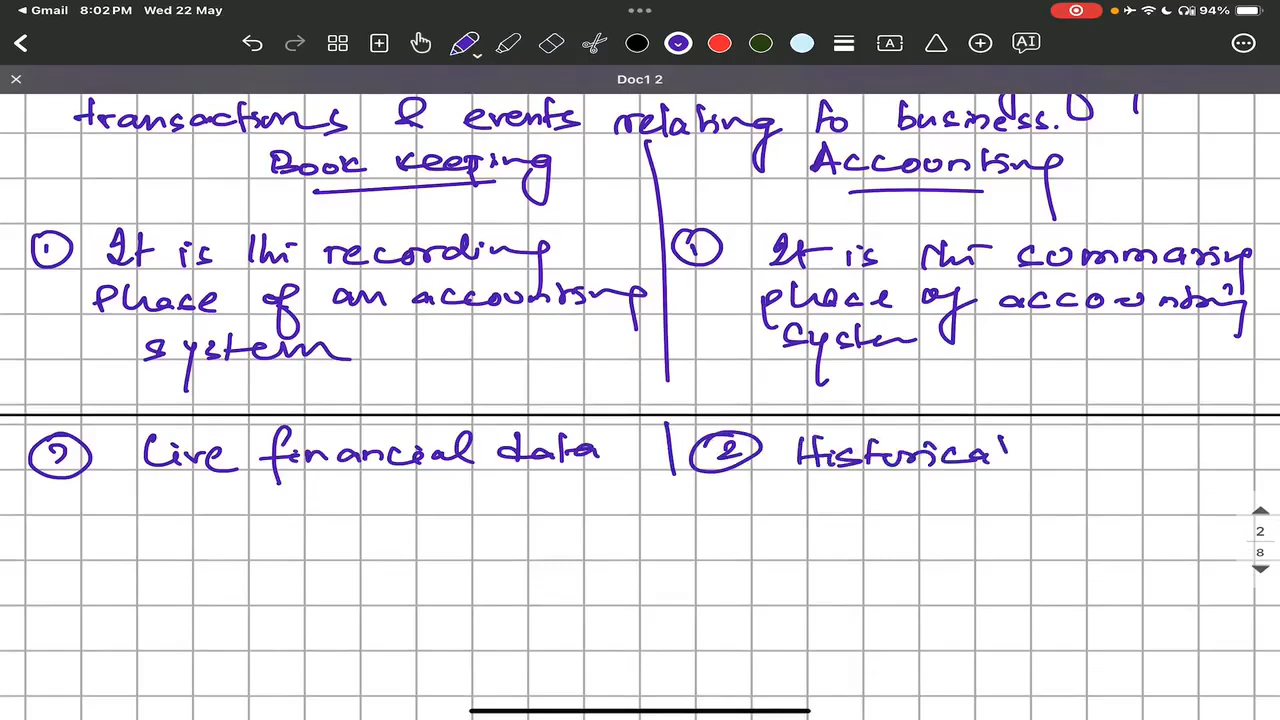 Gmail 8:02 PM Wed 22 May 94%
A AI
Doc1 2
transactions & events relating to business.
Book keeping Accounting
① It is the recording
phase of an accounting
system
① It is the summarising
phase of accounting
system
② Live financial data ② Historical
2
8